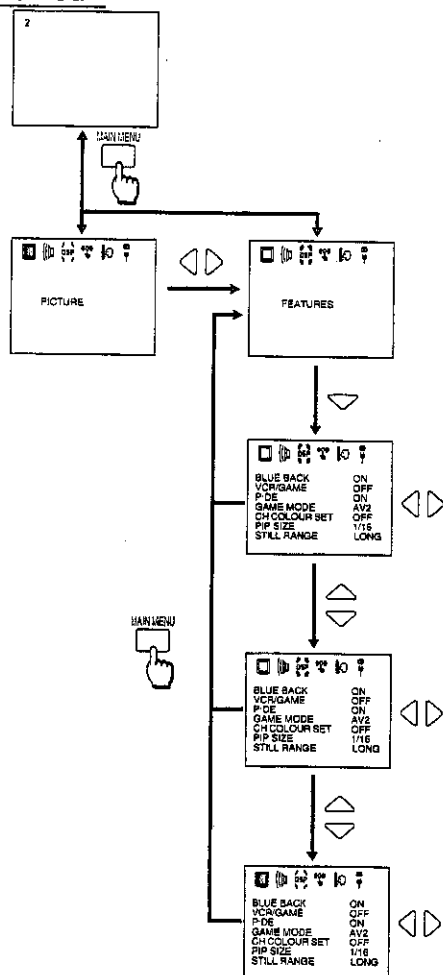 2
MAIN MENU
PICTURE
FEATURES
BLUE BACK ON
VCR/GAME OFF
P·DE ON
GAME MODE AV2
CH COLOUR SET OFF
PIP SIZE 1/16
STILL RANGE LONG
MAIN MENU
BLUE BACK ON
VCR/GAME OFF
P·DE ON
GAME MODE AV2
CH COLOUR SET OFF
PIP SIZE 1/16
STILL RANGE LONG
BLUE BACK ON
VCR/GAME OFF
P·DE ON
GAME MODE AV2
CH COLOUR SET OFF
PIP SIZE 1/16
STILL RANGE LONG